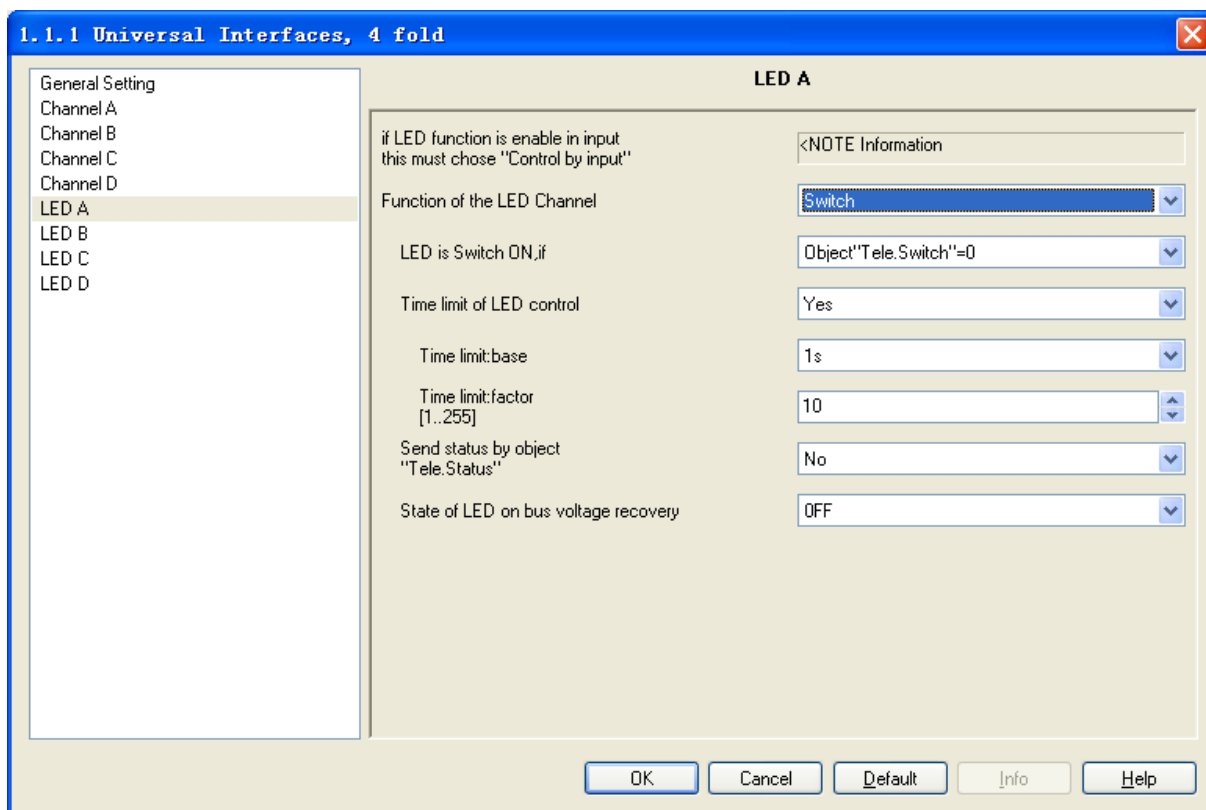 1.1.1 Universal Interfaces, 4 fold
General Setting
Channel A
Channel B
Channel C
Channel D
LED A
LED B
LED C
LED D
LED A
if LED function is enable in input
this must chose "Control by input"
<NOTE Information
Function of the LED Channel
Switch
LED is Switch ON,if
Object"Tele.Switch"=0
Time limit of LED control
Yes
Time limit:base
1s
Time limit:factor
[1..255]
10
Send status by object
"Tele.Status"
No
State of LED on bus voltage recovery
OFF
OK
Cancel
Default
Info
Help